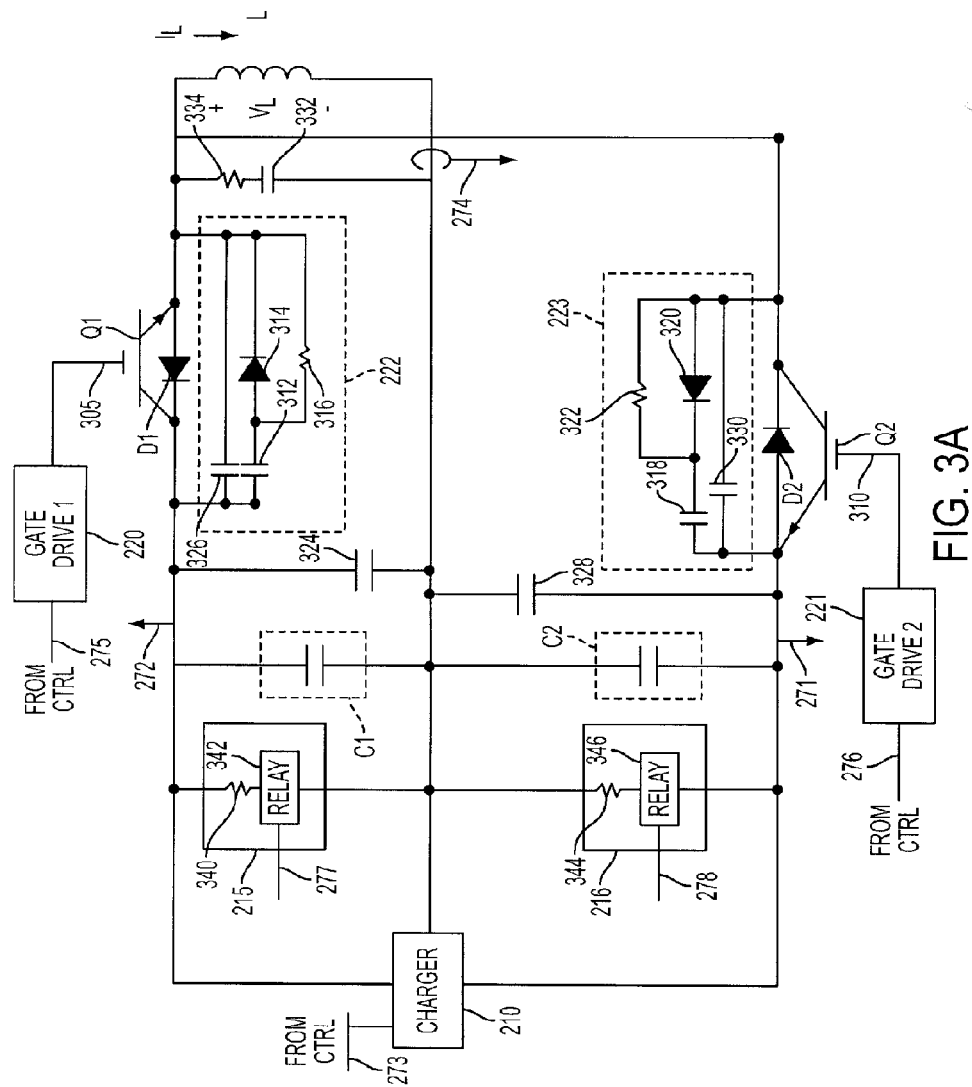 I_L
L
334
+
V_L
332
-
274
Q1
305
D1
314
312
316
222
326
GATE
DRIVE 1
220
FROM
CTRL
275
272
324
328
223
320
322
318
330
D2
Q2
310
C1
C2
271
221
GATE
DRIVE 2
276
FROM
CTRL
342
RELAY
340
215
277
346
RELAY
344
216
278
CHARGER
210
FROM
CTRL
273
FIG. 3A